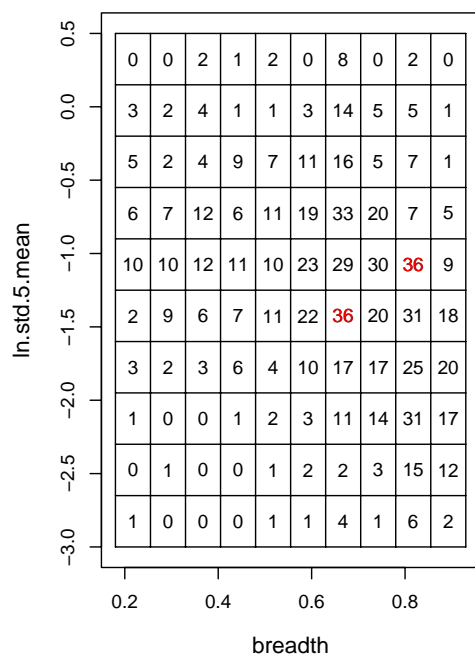 0.5
0 0 2 1 2 0 8 0 2 0
0.0
3 2 4 1 1 3 14 5 5 1
5 2 4 9 7 11 16 5 7 1
−0.5
6 7 12 6 11 19 33 20 7 5
−1.0
10 10 12 11 10 23 29 30 36 9
2 9 6 7 11 22 36 20 31 18
−1.5
3 2 3 6 4 10 17 17 25 20
−2.0
1 0 0 1 2 3 11 14 31 17
−2.5
0 1 0 0 1 2 2 3 15 12
1 0 0 0 1 1 4 1 6 2
−3.0
ln.std.5.mean
0.2 0.4 0.6 0.8
breadth